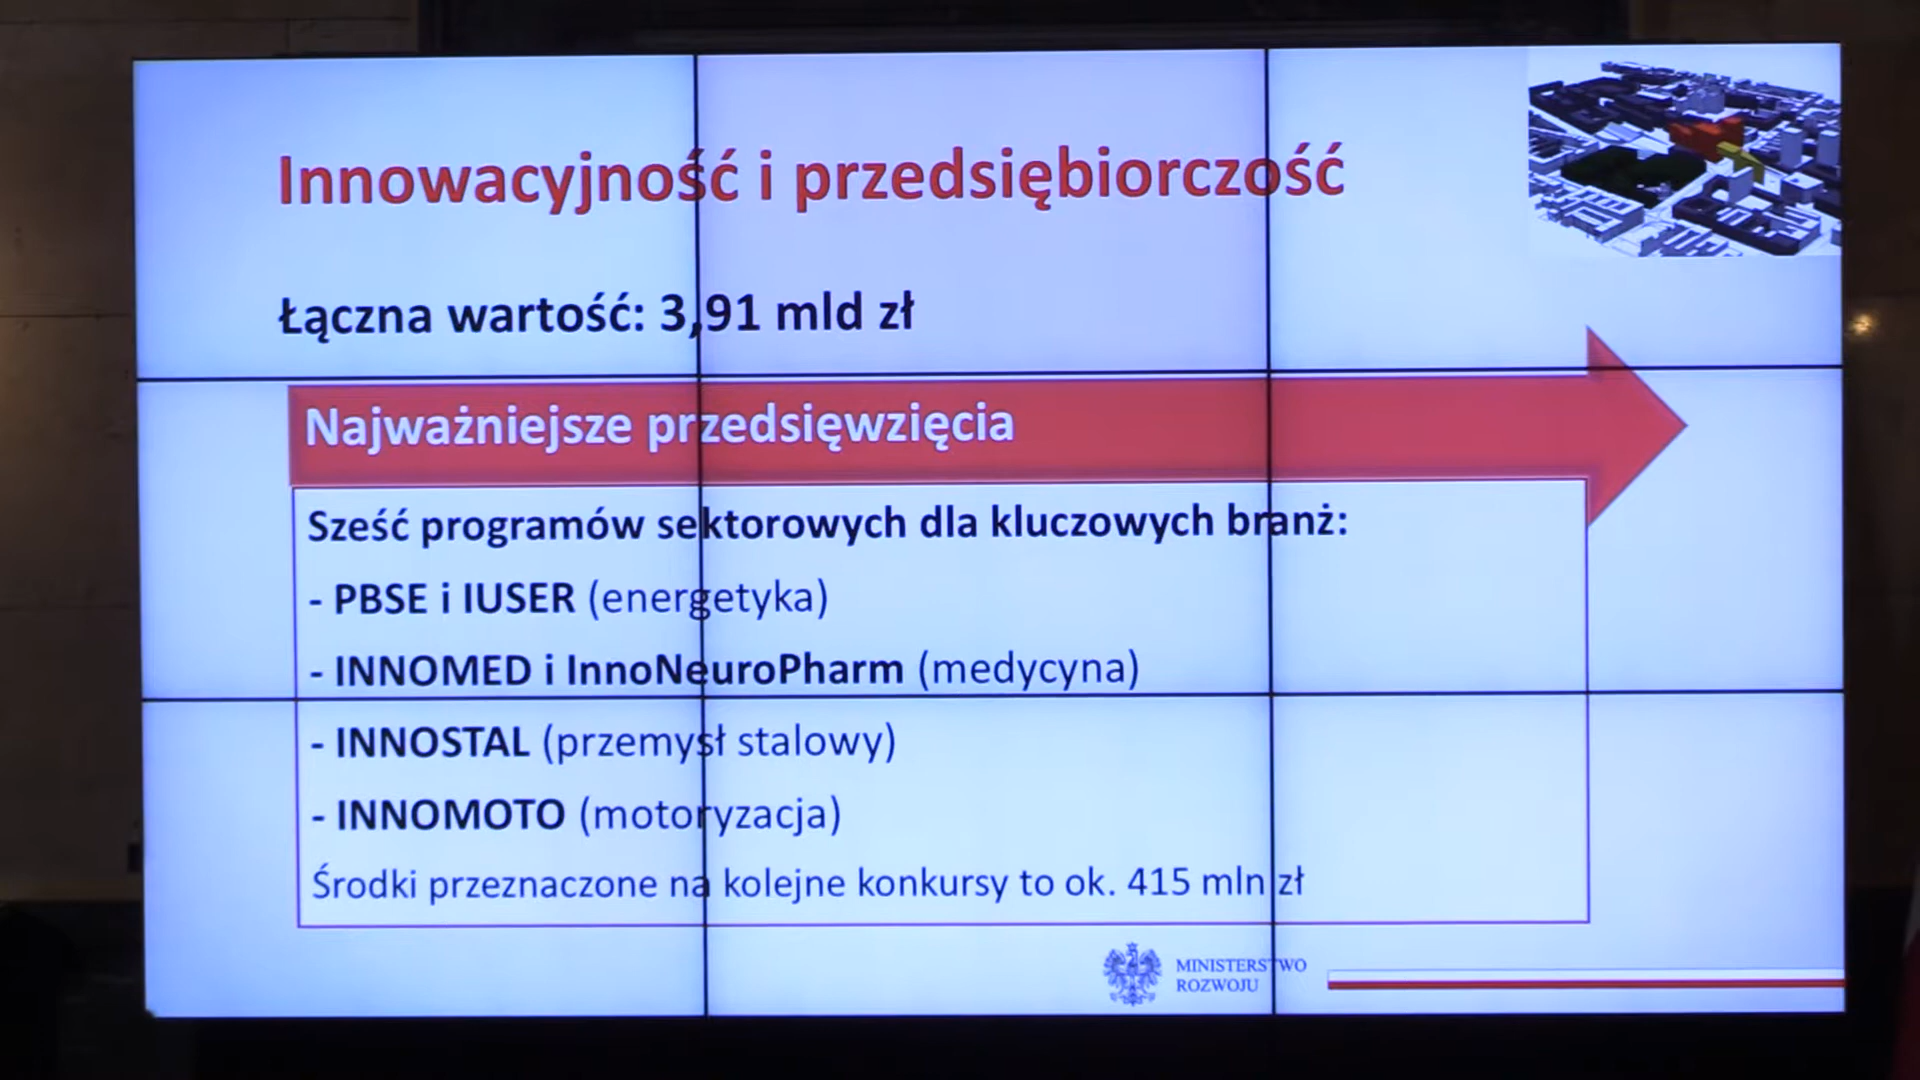 Innowacyjność i przedsiębiorczość
Łączna wartość: 3,91 mld zł
Najważniejsze przedsięwzięcia
Sześć programów sektorowych dla kluczowych branż:
- PBSE i IUSER (energetyka)
- INNOMED i InnoNeuroPharm (medycyna)
- INNOSTAL (przemysł stalowy)
- INNOMOTO (motoryzacja)
Środki przeznaczone na kolejne konkursy to ok. 415 mln zł
MINISTERSTWO
ROZWOJU